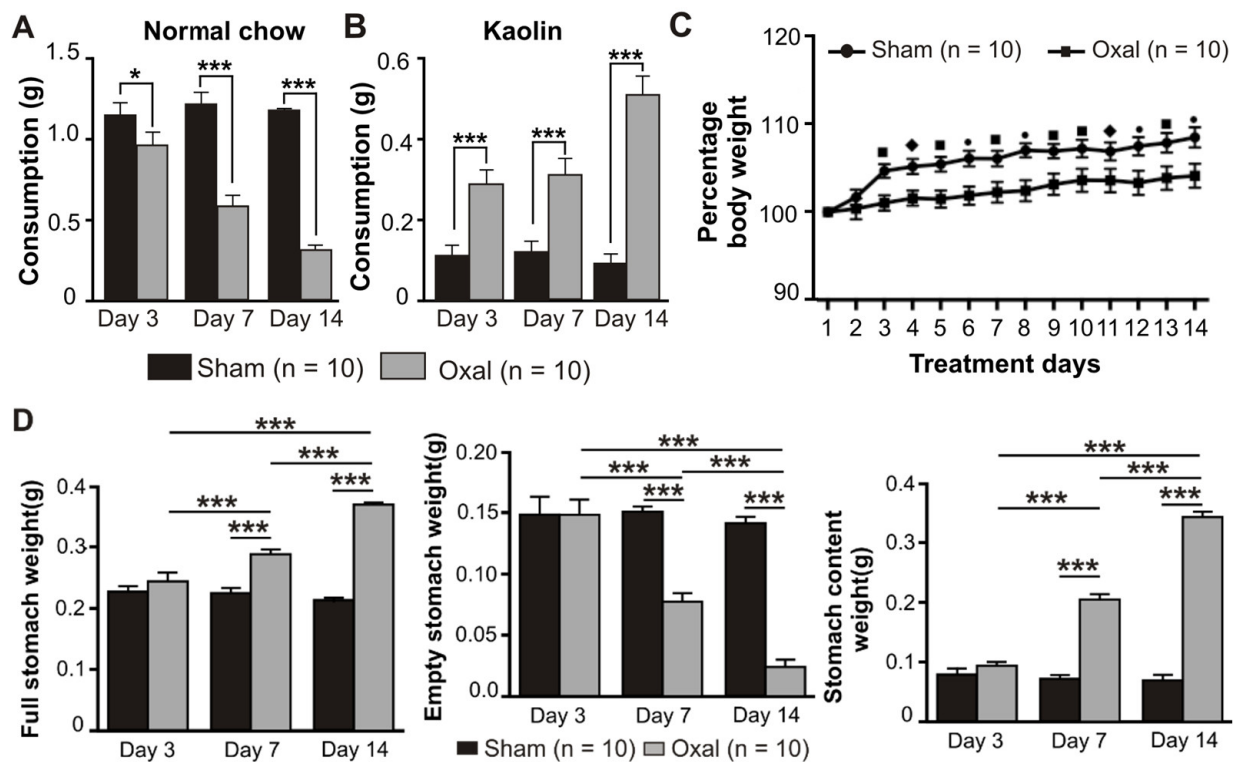 A
Normal chow
Consumption (g)
1.5
1.0
0.5
0
*
***
***
Day 3
Day 7
Day 14
B
Kaolin
Consumption (g)
0.6
0.4
0.2
0
***
***
***
Day 3
Day 7
Day 14
Sham (n = 10)
Oxal (n = 10)
C
Percentage
body weight
120
110
100
90
Sham (n = 10)
Oxal (n = 10)
1 2 3 4 5 6 7 8 9 10 11 12 13 14
Treatment days
D
Full stomach weight(g)
0.4
0.3
0.2
0.1
0
***
***
***
***
***
Day 3
Day 7
Day 14
Empty stomach weight(g)
0.20
0.15
0.10
0.05
0.0
***
***
***
***
***
Day 3
Day 7
Day 14
Sham (n = 10)
Oxal (n = 10)
Stomach content
weight(g)
0.4
0.3
0.2
0.1
0
***
***
***
***
***
Day 3
Day 7
Day 14